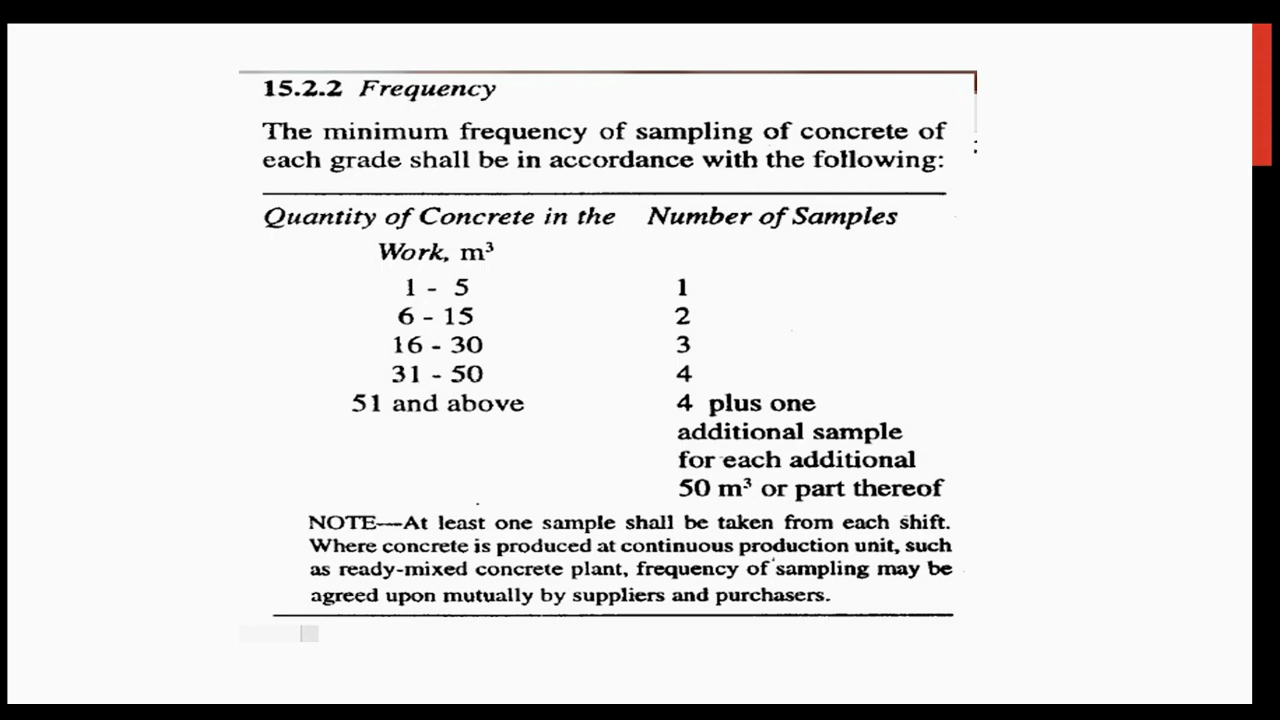 15.2.2 Frequency
The minimum frequency of sampling of concrete of
each grade shall be in accordance with the following:
Quantity of Concrete in the Number of Samples
Work, m³
1 - 5 1
6 - 15 2
16 - 30 3
31 - 50 4
51 and above 4 plus one
additional sample
for each additional
50 m³ or part thereof
NOTE—At least one sample shall be taken from each shift.
Where concrete is produced at continuous production unit, such
as ready-mixed concrete plant, frequency of sampling may be
agreed upon mutually by suppliers and purchasers.